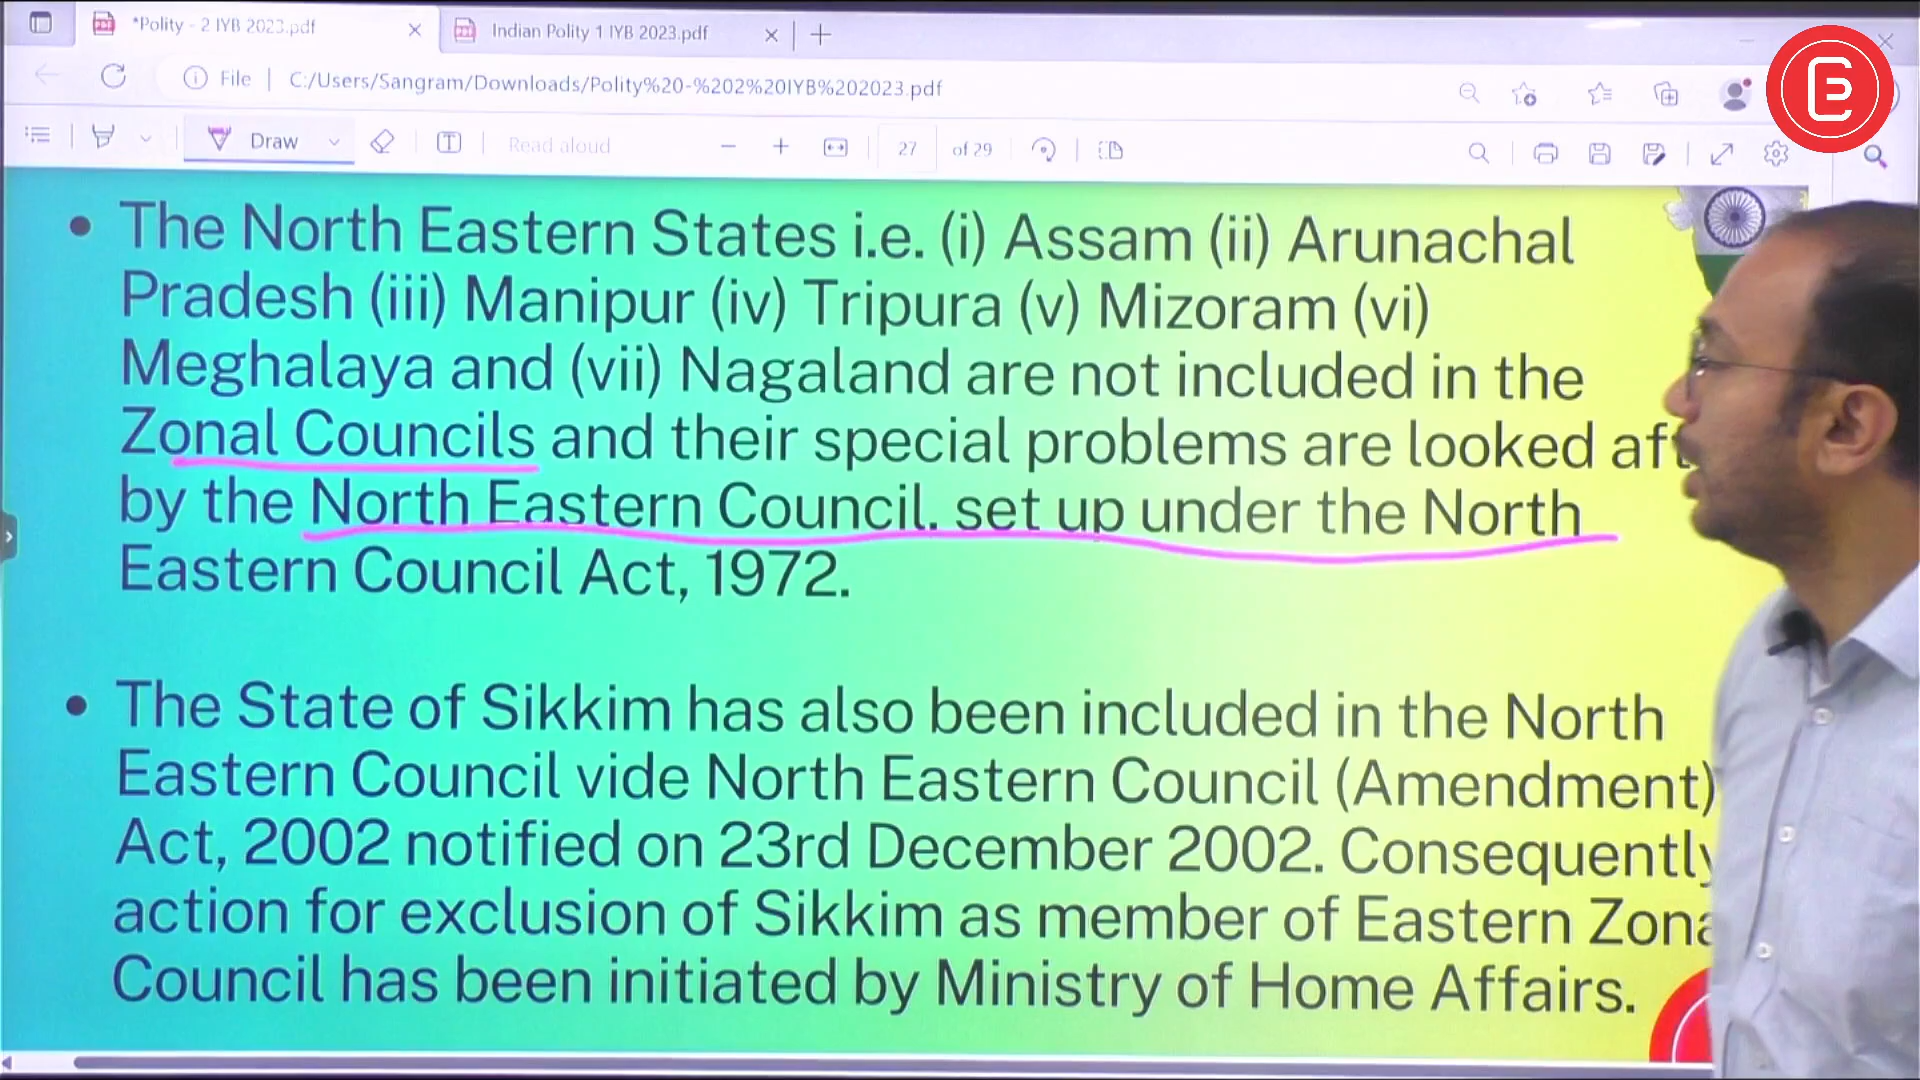 *Polity - 2 IYB 2023.pdf
Indian Polity 1 IYB 2023.pdf
File
C:/Users/Sangram/Downloads/Polity%20-%202%20IYB%202023.pdf
Draw
Read aloud
27
of 29
• The North Eastern States i.e. (i) Assam (ii) Arunachal
Pradesh (iii) Manipur (iv) Tripura (v) Mizoram (vi)
Meghalaya and (vii) Nagaland are not included in the
Zonal Councils and their special problems are looked aft
by the North Eastern Council, set up under the North
Eastern Council Act, 1972.
• The State of Sikkim has also been included in the North
Eastern Council vide North Eastern Council (Amendment)
Act, 2002 notified on 23rd December 2002. Consequently
action for exclusion of Sikkim as member of Eastern Zona
Council has been initiated by Ministry of Home Affairs.